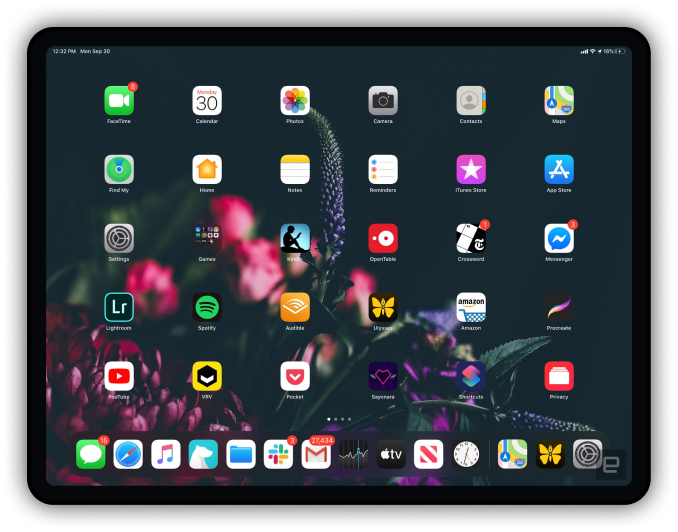 12:32 PM Mon Sep 30
16%
8
Monday
30
FaceTime
Calendar
Photos
Camera
Contacts
Maps
Find My
Home
Notes
Reminders
iTunes Store
App Store
1
3
Settings
Games
Kindle
OpenTable
Crossword
Messenger
Lr
amazon
Lightroom
Spotify
Audible
Ulysses
Amazon
Procreate
YouTube
VRV
Pocket
Sayonara
Shortcuts
Privacy
15
3
27,434
tv
e